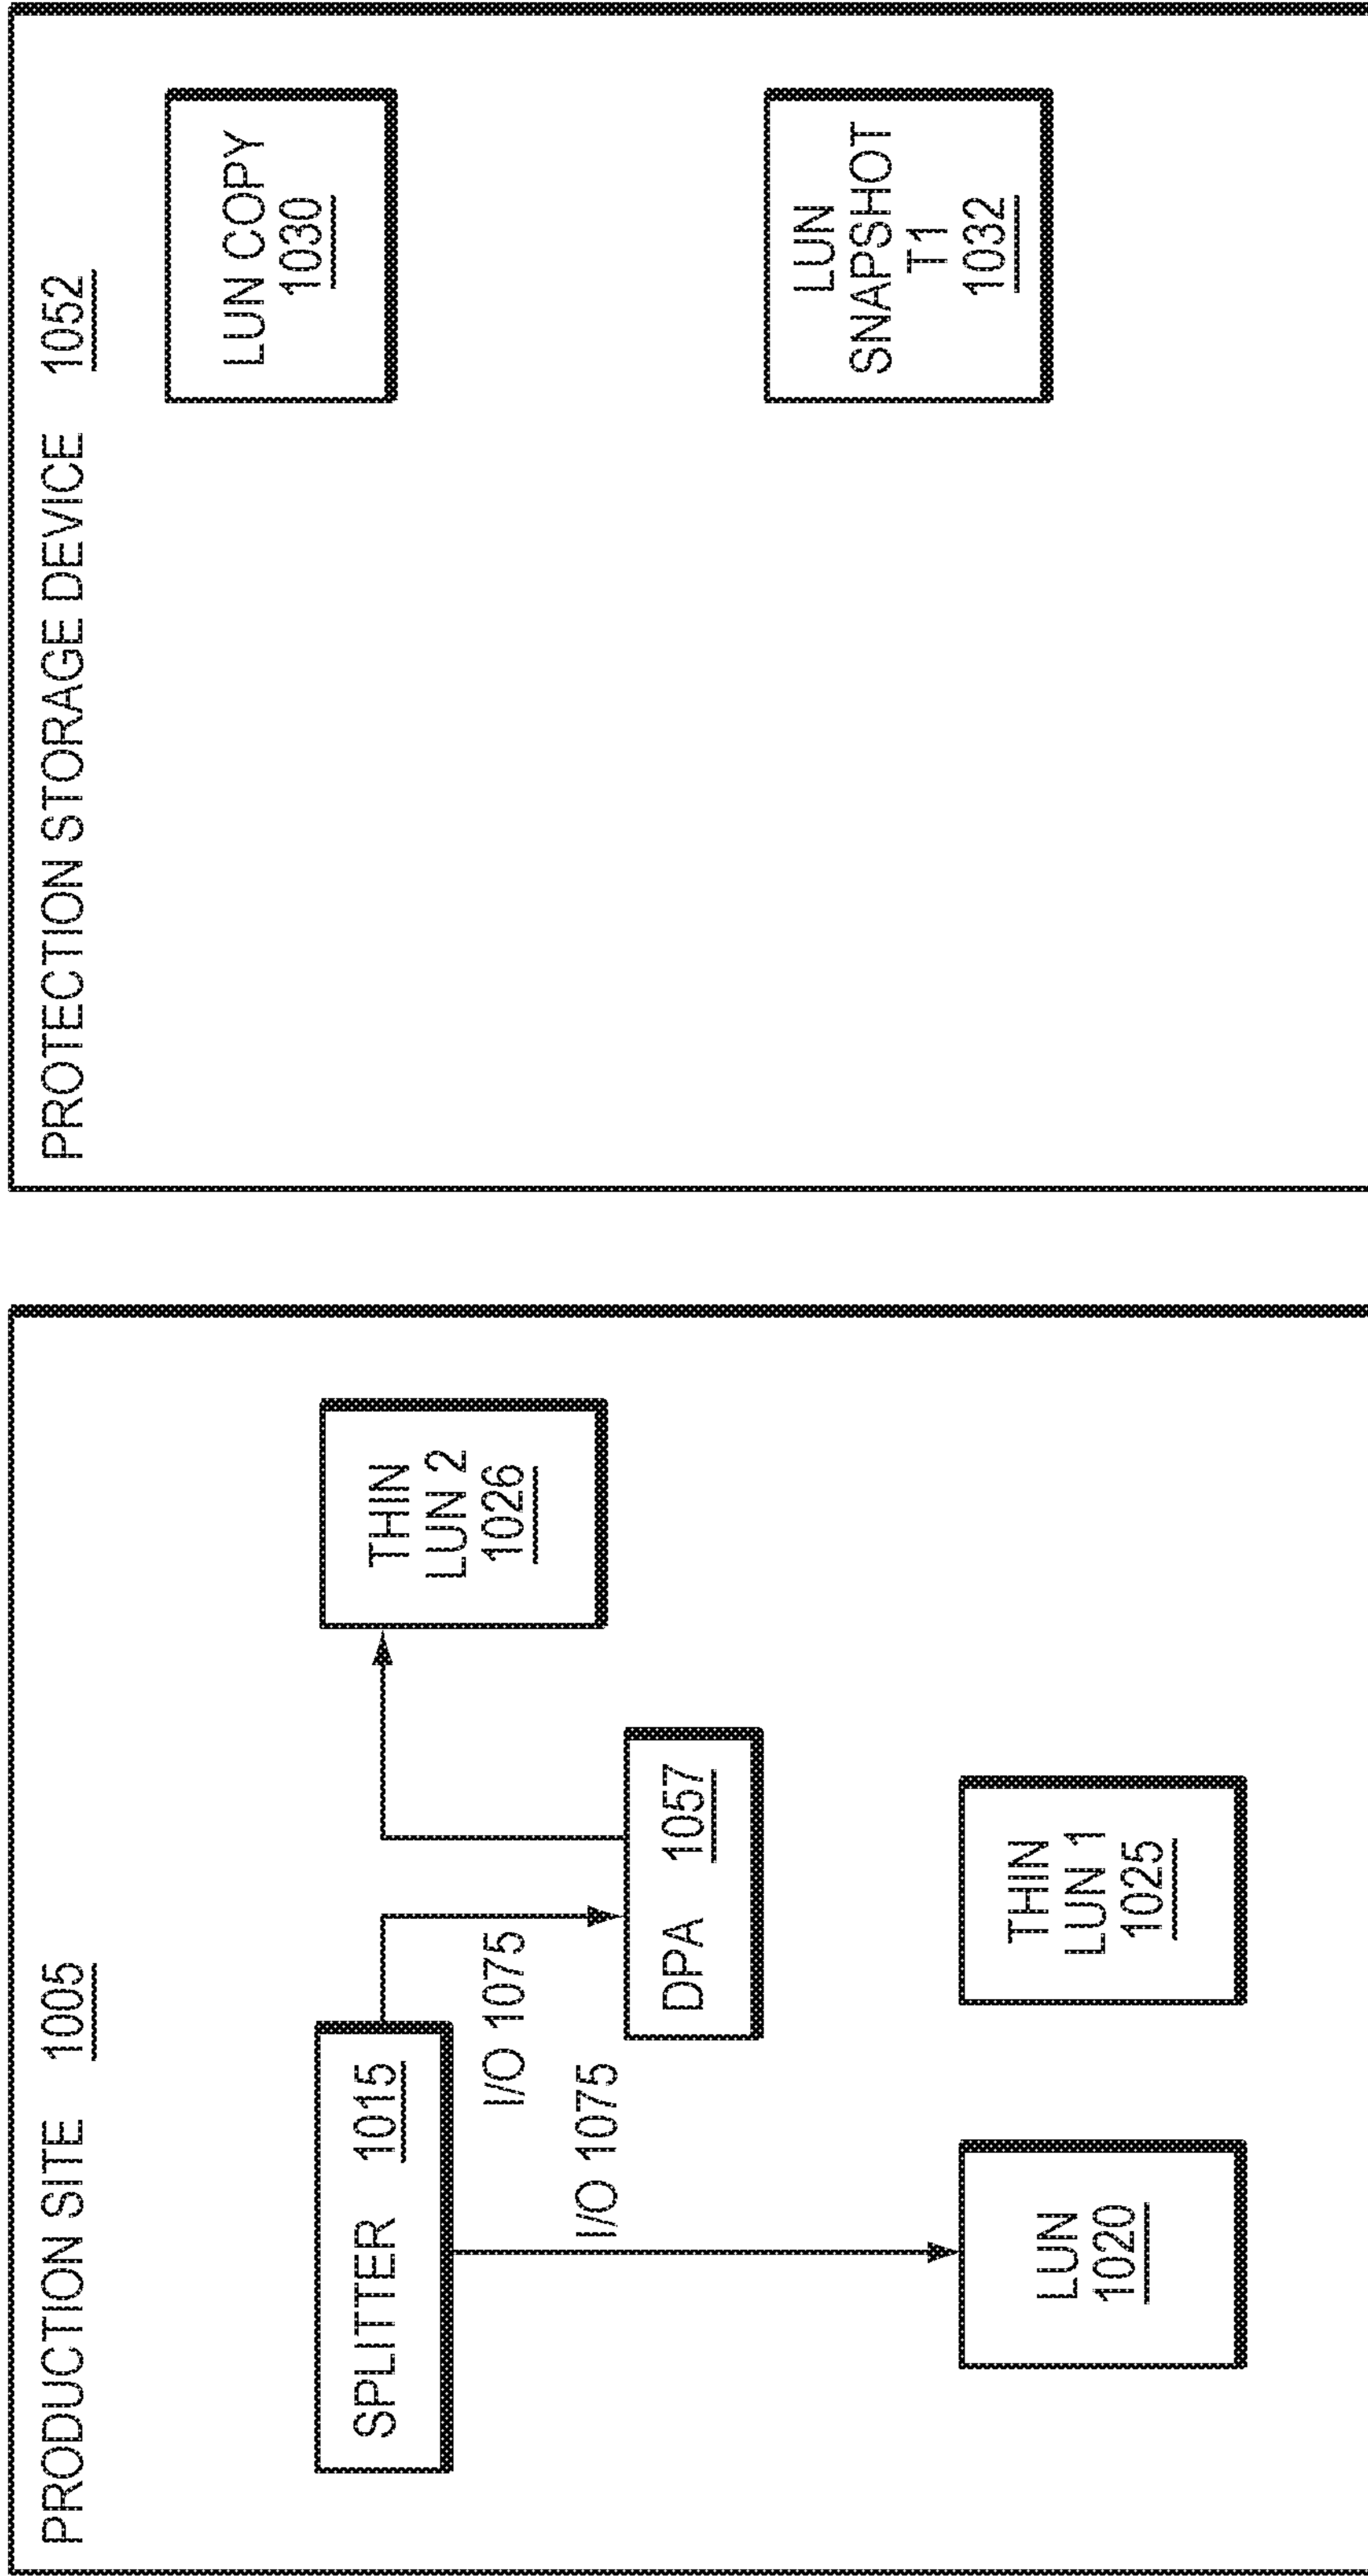 PRODUCTION SITE 1005
SPLITTER 1015
I/O 1075
I/O 1075
DPA 1057
THIN
LUN 2
1026
LUN
1020
THIN
LUN 1
1025
PROTECTION STORAGE DEVICE 1052
LUN COPY
1030
LUN
SNAPSHOT
T1
1032